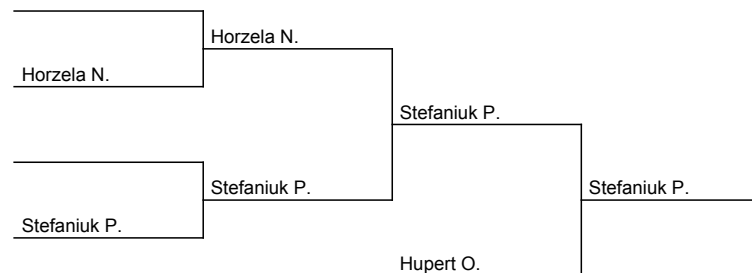 Horzela N.
Horzela N.
Stefaniuk P.
Stefaniuk P.
Stefaniuk P.
Stefaniuk P.
Hupert O.